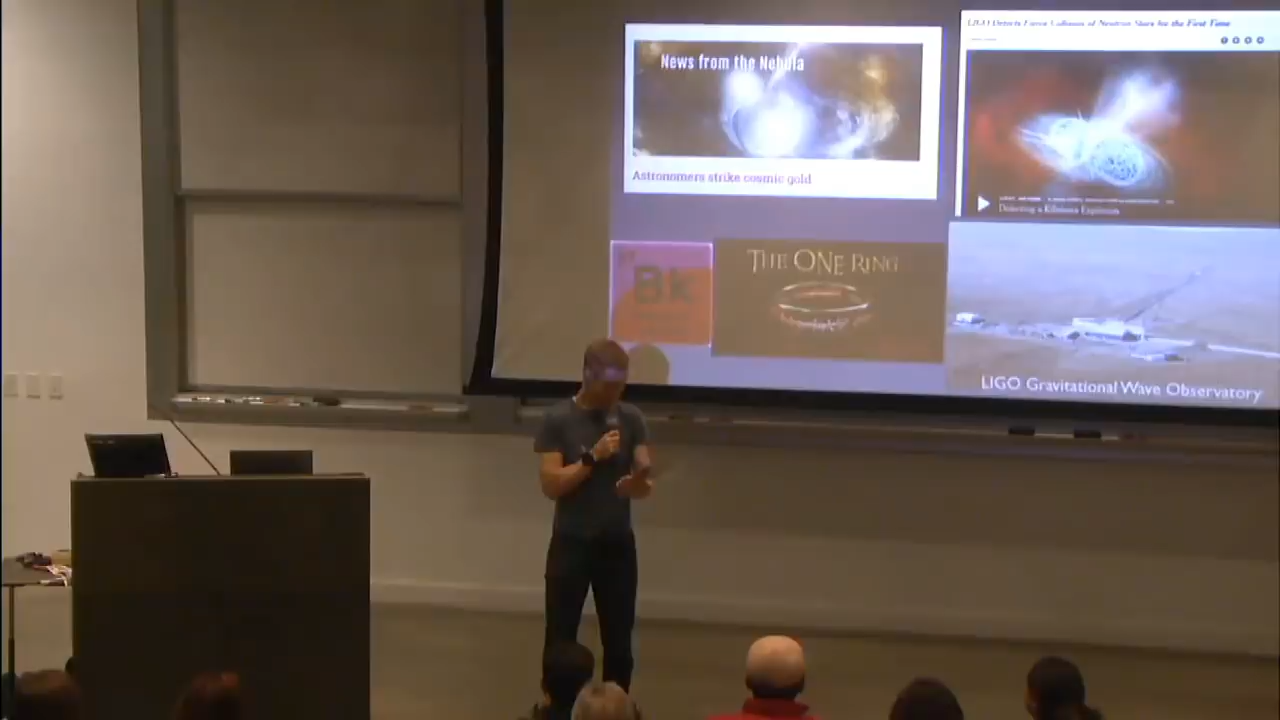 News from the Nebula
Astronomers strike cosmic gold
LIGO Detects Fierce Collision of Neutron Stars for the First Time
Detecting a Kilonova Explosion
Bk
THE ONE RING
LIGO Gravitational Wave Observatory